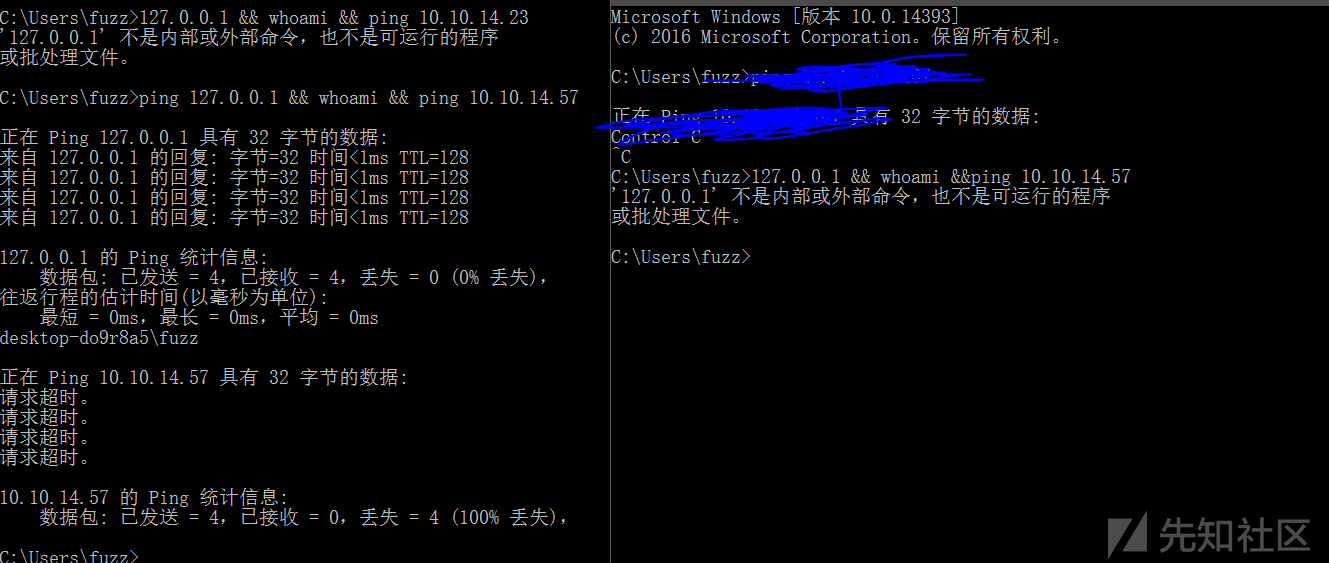 C:\Users\fuzz>127.0.0.1 && whoami && ping 10.10.14.23
'127.0.0.1' 不是内部或外部命令，也不是可运行的程序
或批处理文件。
C:\Users\fuzz>ping 127.0.0.1 && whoami && ping 10.10.14.57
正在 Ping 127.0.0.1 具有 32 字节的数据:
来自 127.0.0.1 的回复: 字节=32 时间<1ms TTL=128
来自 127.0.0.1 的回复: 字节=32 时间<1ms TTL=128
来自 127.0.0.1 的回复: 字节=32 时间<1ms TTL=128
来自 127.0.0.1 的回复: 字节=32 时间<1ms TTL=128
127.0.0.1 的 Ping 统计信息:
数据包: 已发送 = 4，已接收 = 4，丢失 = 0 (0% 丢失)，
往返行程的估计时间(以毫秒为单位):
最短 = 0ms，最长 = 0ms，平均 = 0ms
desktop-do9r8a5\fuzz
正在 Ping 10.10.14.57 具有 32 字节的数据:
请求超时。
请求超时。
请求超时。
请求超时。
10.10.14.57 的 Ping 统计信息:
数据包: 已发送 = 4，已接收 = 0，丢失 = 4 (100% 丢失)，
C:\Users\fuzz>
Microsoft Windows [版本 10.0.14393]
(c) 2016 Microsoft Corporation。保留所有权利。
C:\Users\fuzz>
正在 Ping 具有 32 字节的数据:
Control-C
^C
C:\Users\fuzz>127.0.0.1 && whoami &&ping 10.10.14.57
'127.0.0.1' 不是内部或外部命令，也不是可运行的程序
或批处理文件。
C:\Users\fuzz>
先知社区